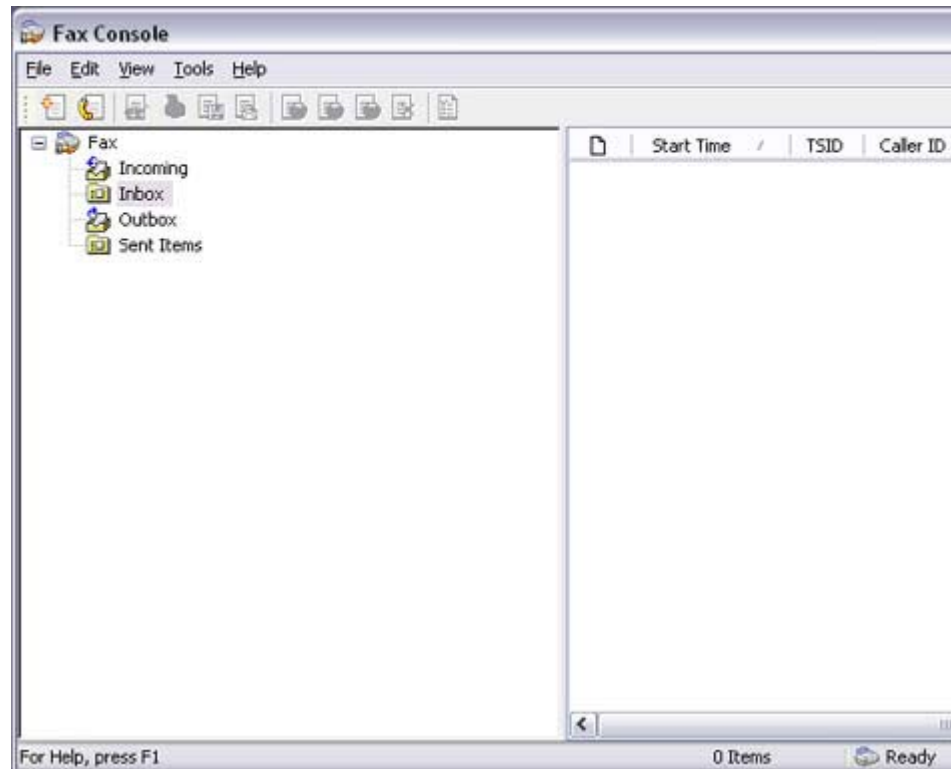 Fax Console
File Edit View Tools Help
Fax
Incoming
Inbox
Outbox
Sent Items
Start Time / TSID Caller ID
For Help, press F1 0 Items Ready